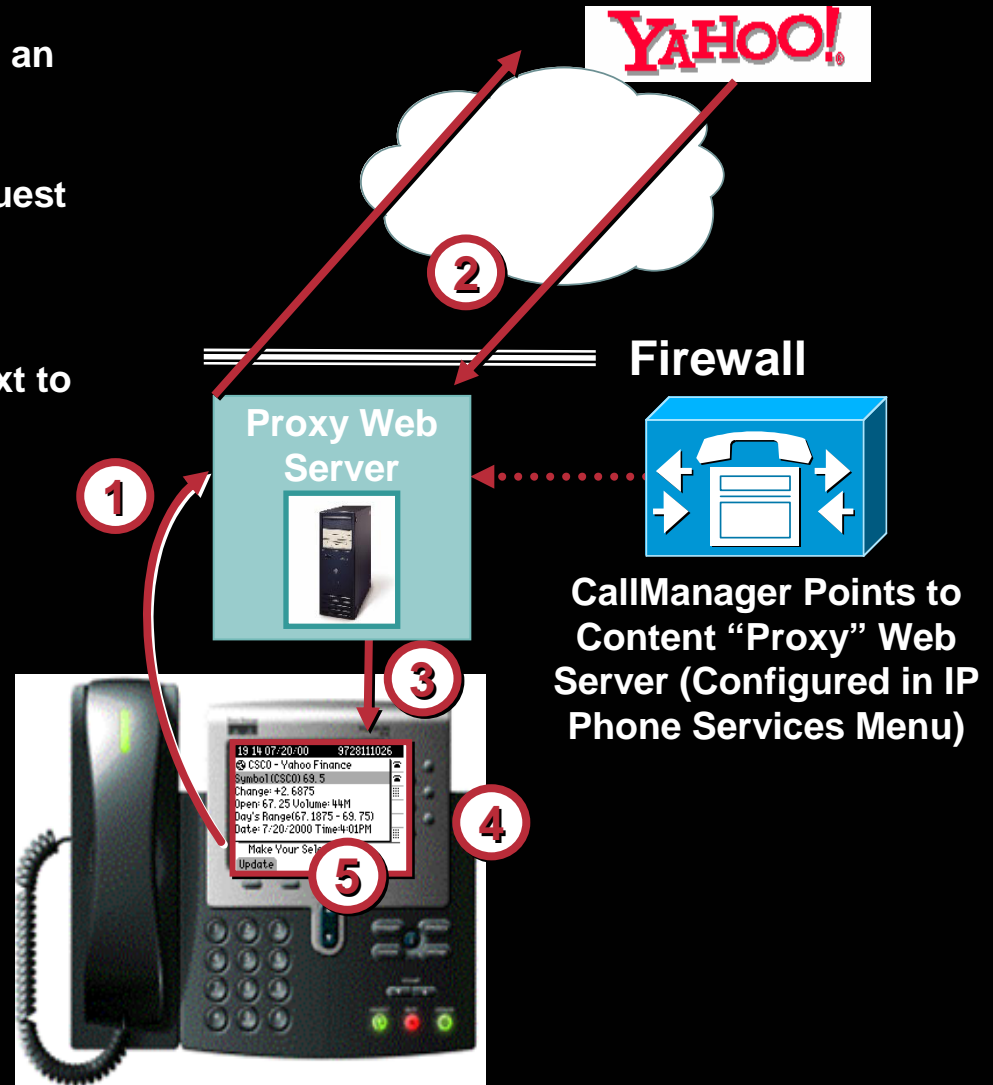 an
uest
xt to
YAHOO!
2
Firewall
Proxy Web
Server
1
CallManager Points to
Content “Proxy” Web
Server (Configured in IP
Phone Services Menu)
3
19 14 07/20/00 9728111026
CSCO - Yahoo Finance
Symbol (CSCO) 69.5
Change: +2.6875
Open: 67.25 Volume: 44M
Day's Range(67.1875 - 69.75)
Date: 7/20/2000 Time:4:01PM
Make Your Sele
Update
4
5